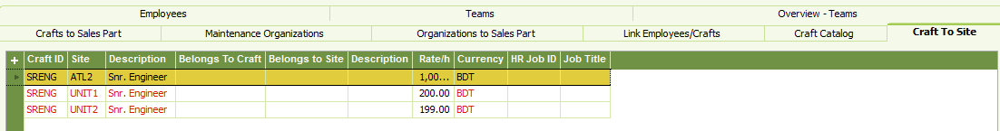 Employees Teams Overview - Teams
Crafts to Sales Part Maintenance Organizations Organizations to Sales Part Link Employees/Crafts Craft Catalog Craft To Site
Craft ID Site Description Belongs To Craft Belongs to Site Description Rate/h Currency HR Job ID Job Title
SRENG ATL2 Snr. Engineer 1,00... BDT
SRENG UNIT1 Snr. Engineer 200.00 BDT
SRENG UNIT2 Snr. Engineer 199.00 BDT